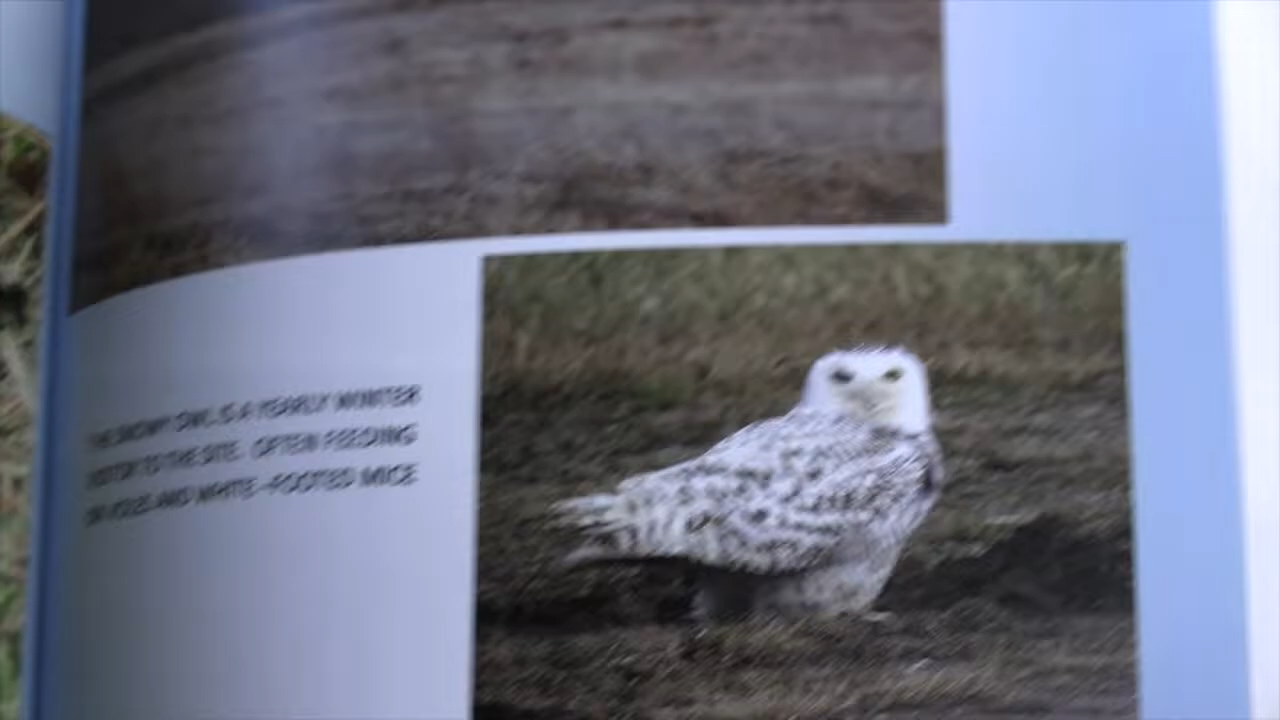 THE SNOWY OWL IS A YEARLY WINTER
VISITOR TO THE SITE. OFTEN FEEDING
ON VOLES AND WHITE-FOOTED MICE